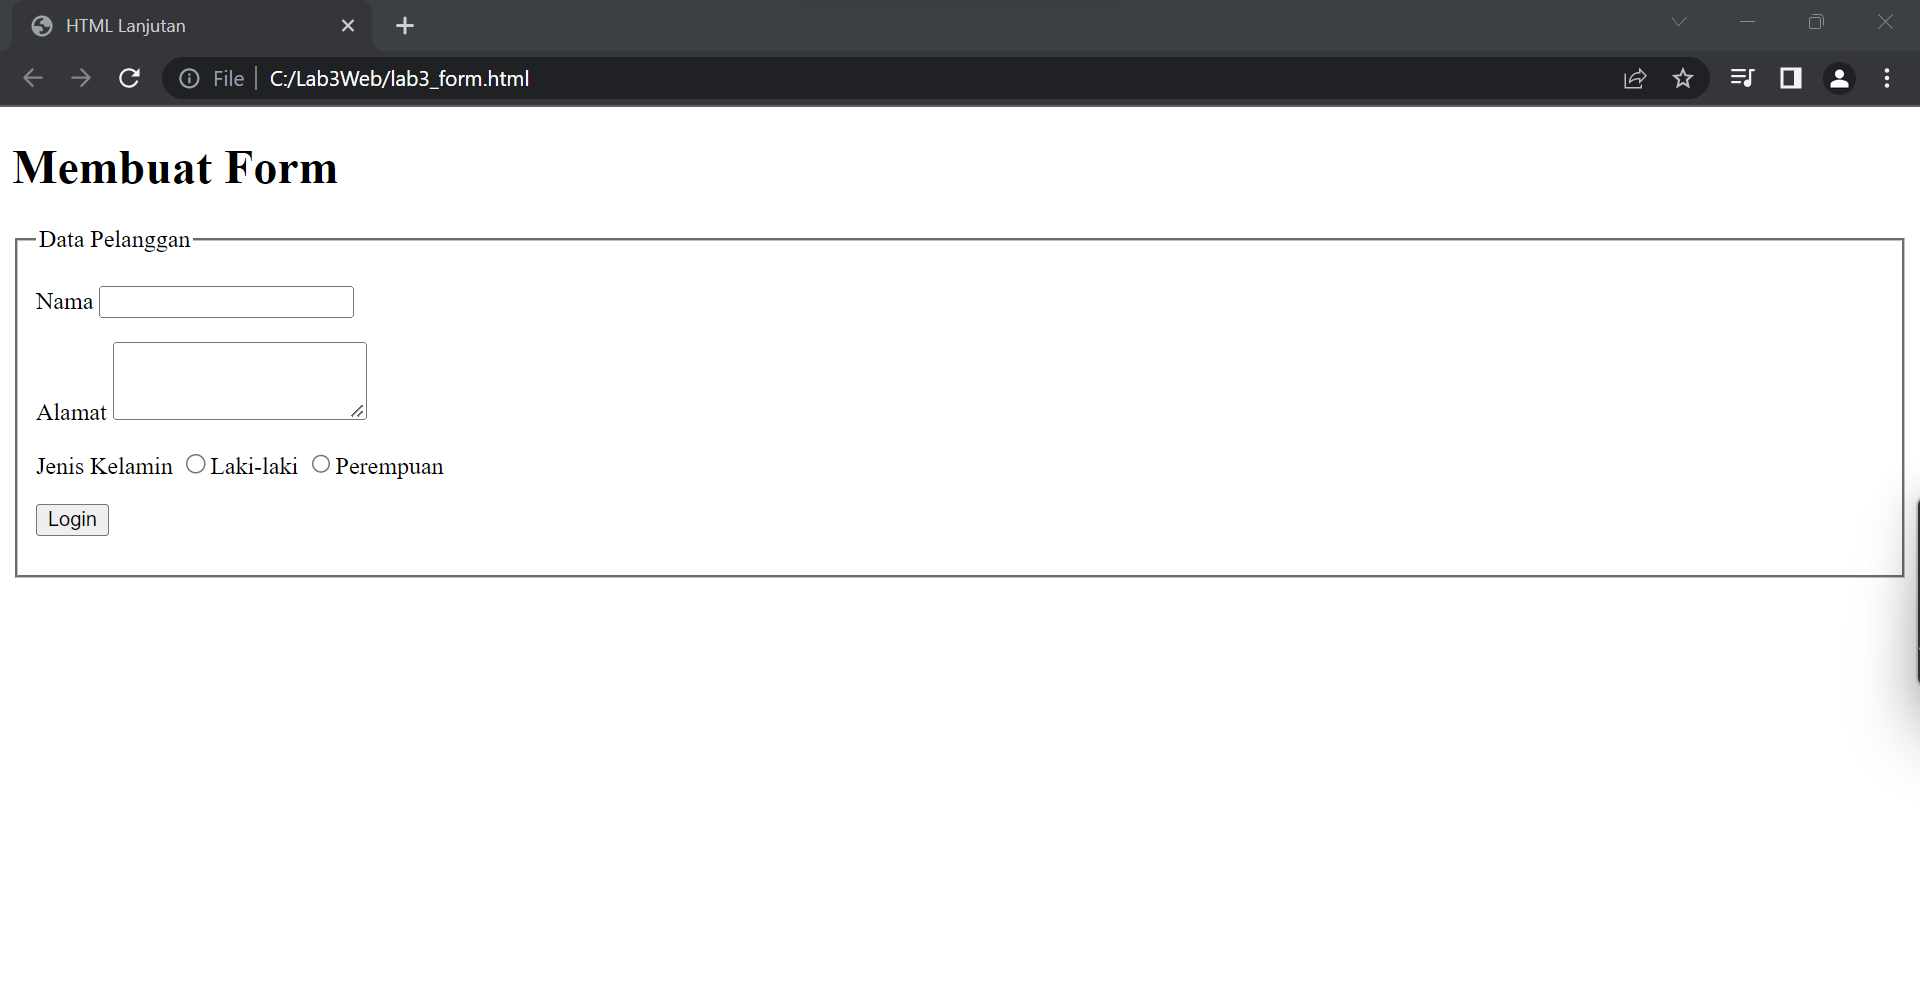 HTML Lanjutan
File C:/Lab3Web/lab3_form.html
Membuat Form
Data Pelanggan
Nama
Alamat
Jenis Kelamin Laki-laki Perempuan
Login